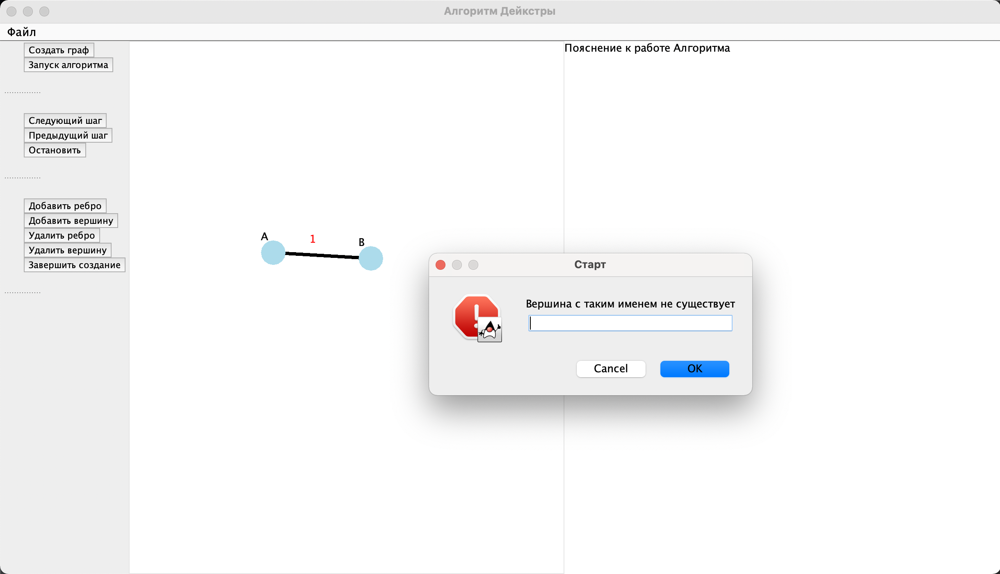 Алгоритм Дейкстры
Файл
Создать граф
Запуск алгоритма
Следующий шаг
Предыдущий шаг
Остановить
Добавить ребро
Добавить вершину
Удалить ребро
Удалить вершину
Завершить создание
A
1
B
Пояснение к работе Алгоритма
Старт
Вершина с таким именем не существует
Cancel
OK